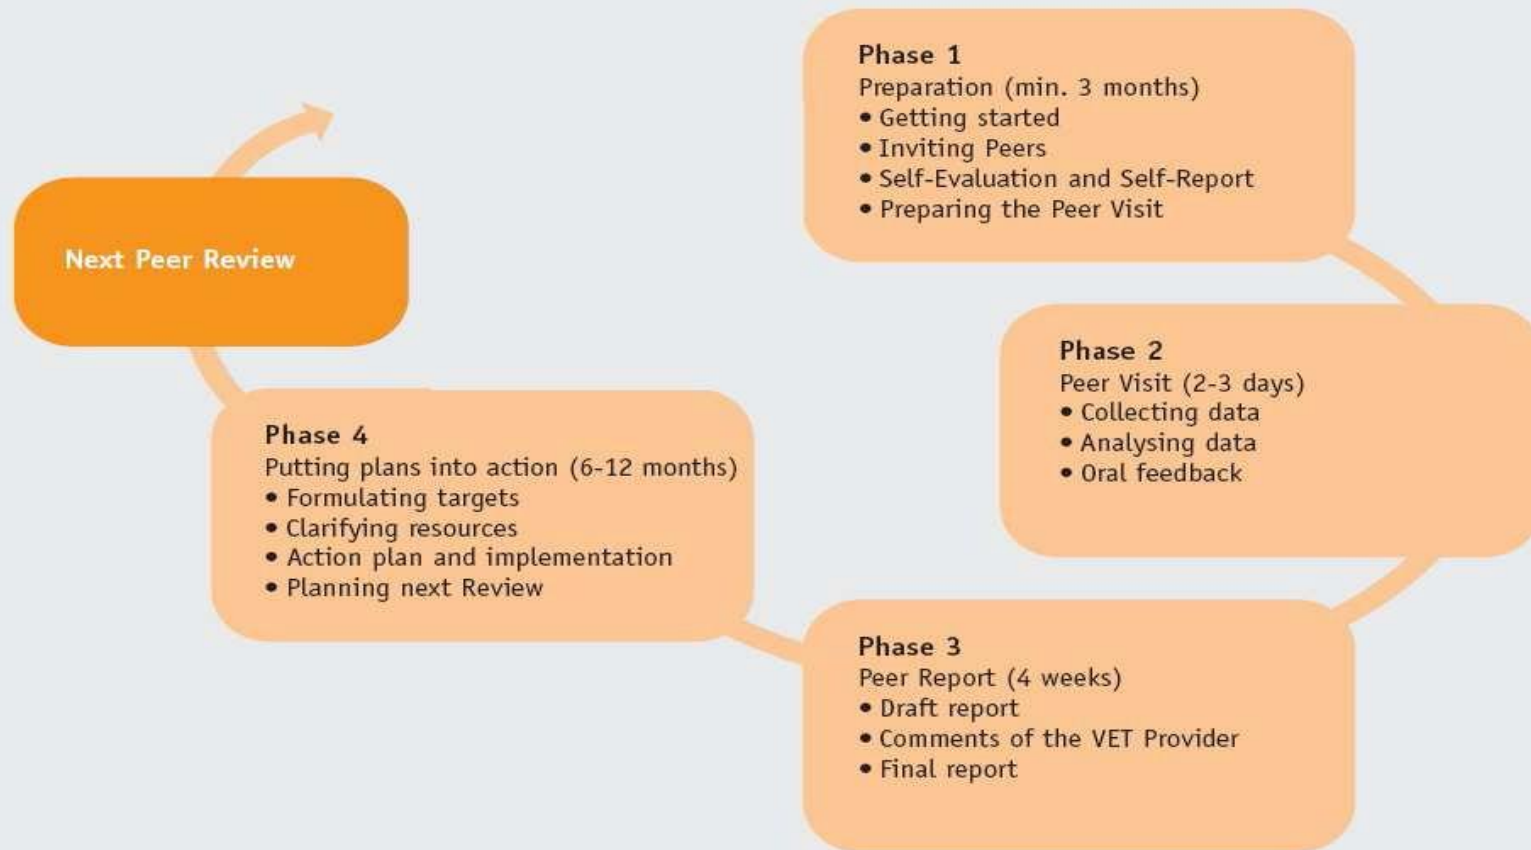 Phase 1
Preparation (min. 3 months)
• Getting started
• Inviting Peers
• Self-Evaluation and Self-Report
• Preparing the Peer Visit
Phase 2
Peer Visit (2-3 days)
• Collecting data
• Analysing data
• Oral feedback
Phase 3
Peer Report (4 weeks)
• Draft report
• Comments of the VET Provider
• Final report
Phase 4
Putting plans into action (6-12 months)
• Formulating targets
• Clarifying resources
• Action plan and implementation
• Planning next Review
Next Peer Review